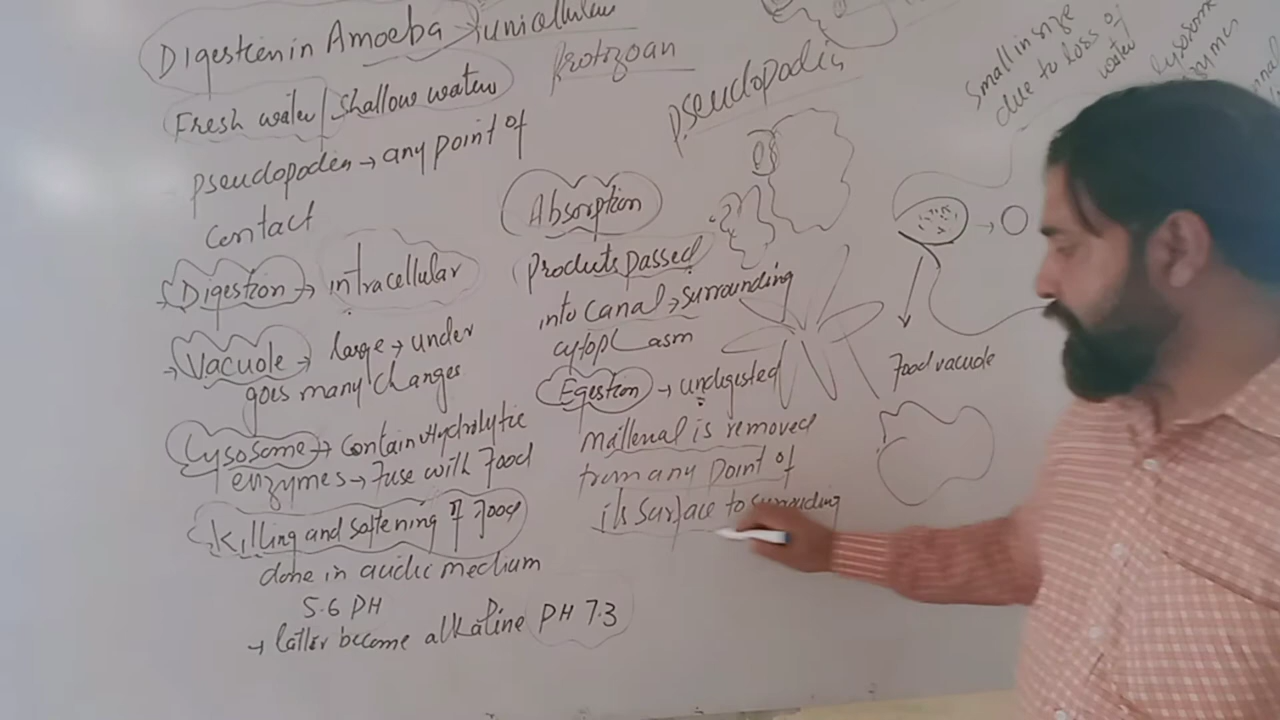 Digestion in Amoeba → unicellular
protozoan
Fresh water / shallow waters
pseudopodia → any point of
contact
Digestion → intracellular
Vacuole → large → under
goes many changes
Lysosome → contain Hydrolytic
enzymes → fuse with Food
Killing and softening of Food
done in acidic medium
5.6 PH
→ latter become alkaline PH 7.3
Absorption
Products passed
into canal → surrounding
cytoplasm
Egestion → undigested
material is removed
from any point of
its surface to surrounding
pseudopodia
Small in size
due to loss of
water
lysosome
Food vacuole